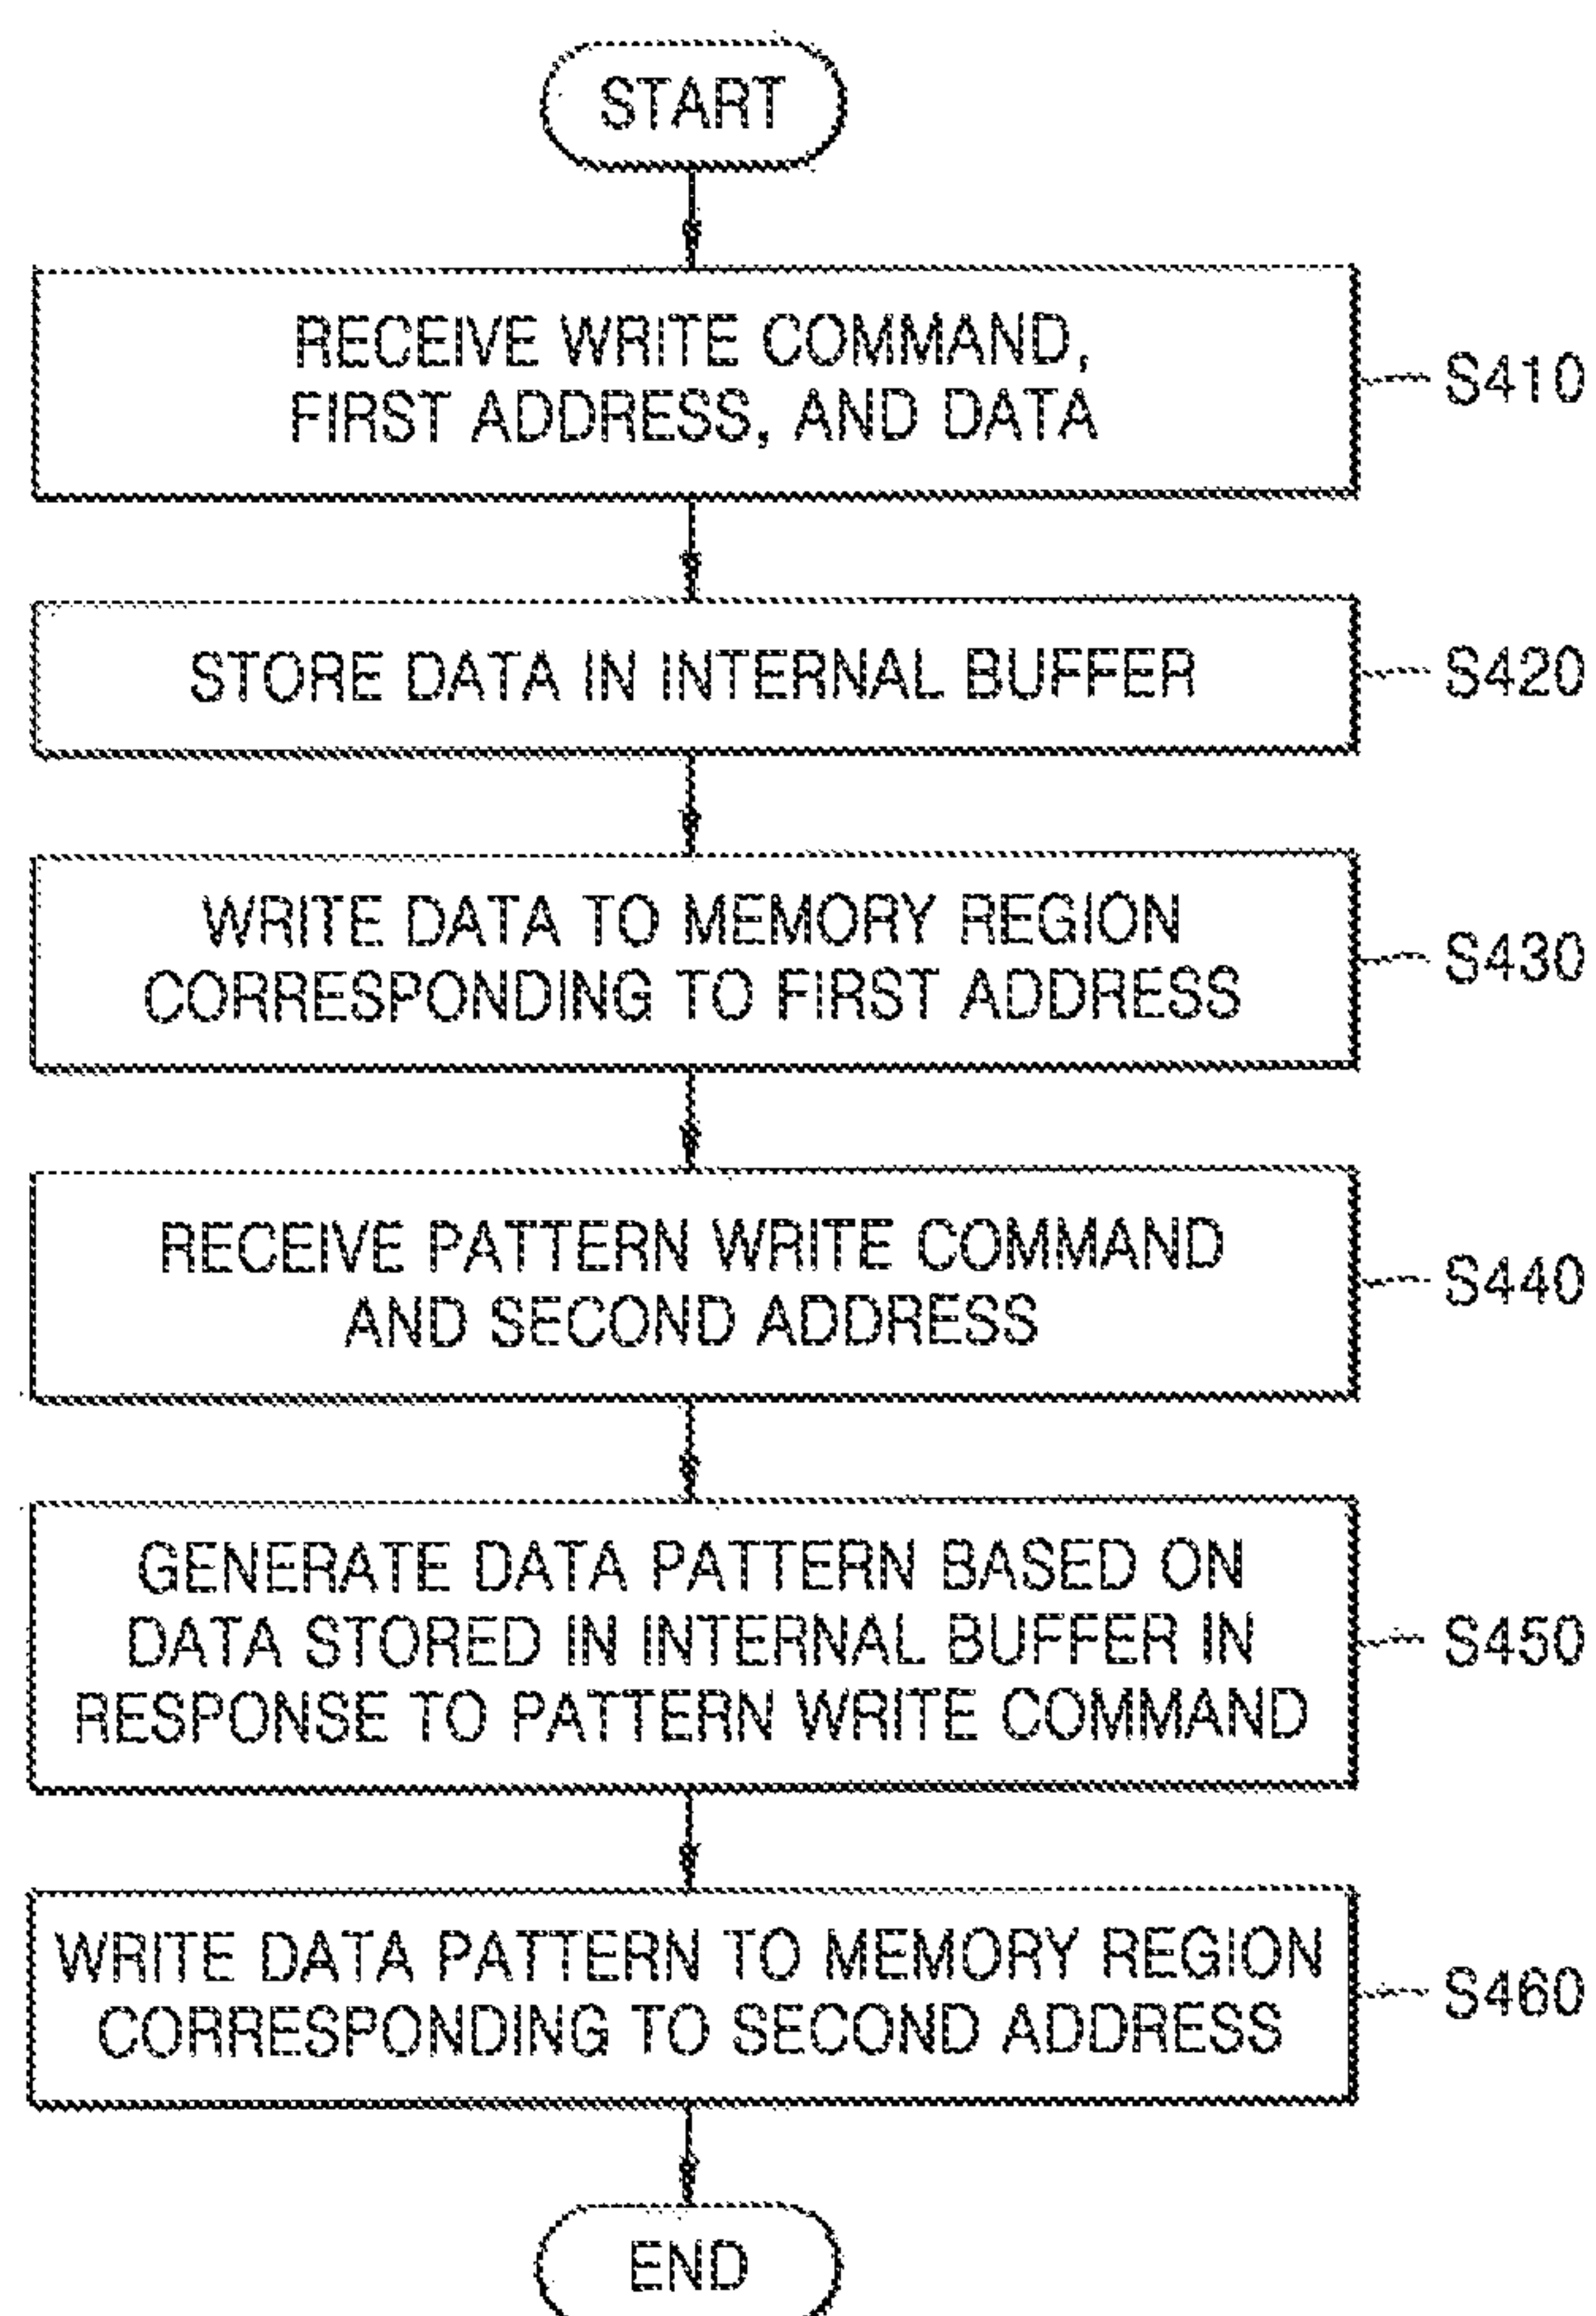 START
RECEIVE WRITE COMMAND,
FIRST ADDRESS, AND DATA
S410
STORE DATA IN INTERNAL BUFFER
S420
WRITE DATA TO MEMORY REGION
CORRESPONDING TO FIRST ADDRESS
S430
RECEIVE PATTERN WRITE COMMAND
AND SECOND ADDRESS
S440
GENERATE DATA PATTERN BASED ON
DATA STORED IN INTERNAL BUFFER IN
RESPONSE TO PATTERN WRITE COMMAND
S450
WRITE DATA PATTERN TO MEMORY REGION
CORRESPONDING TO SECOND ADDRESS
S460
END